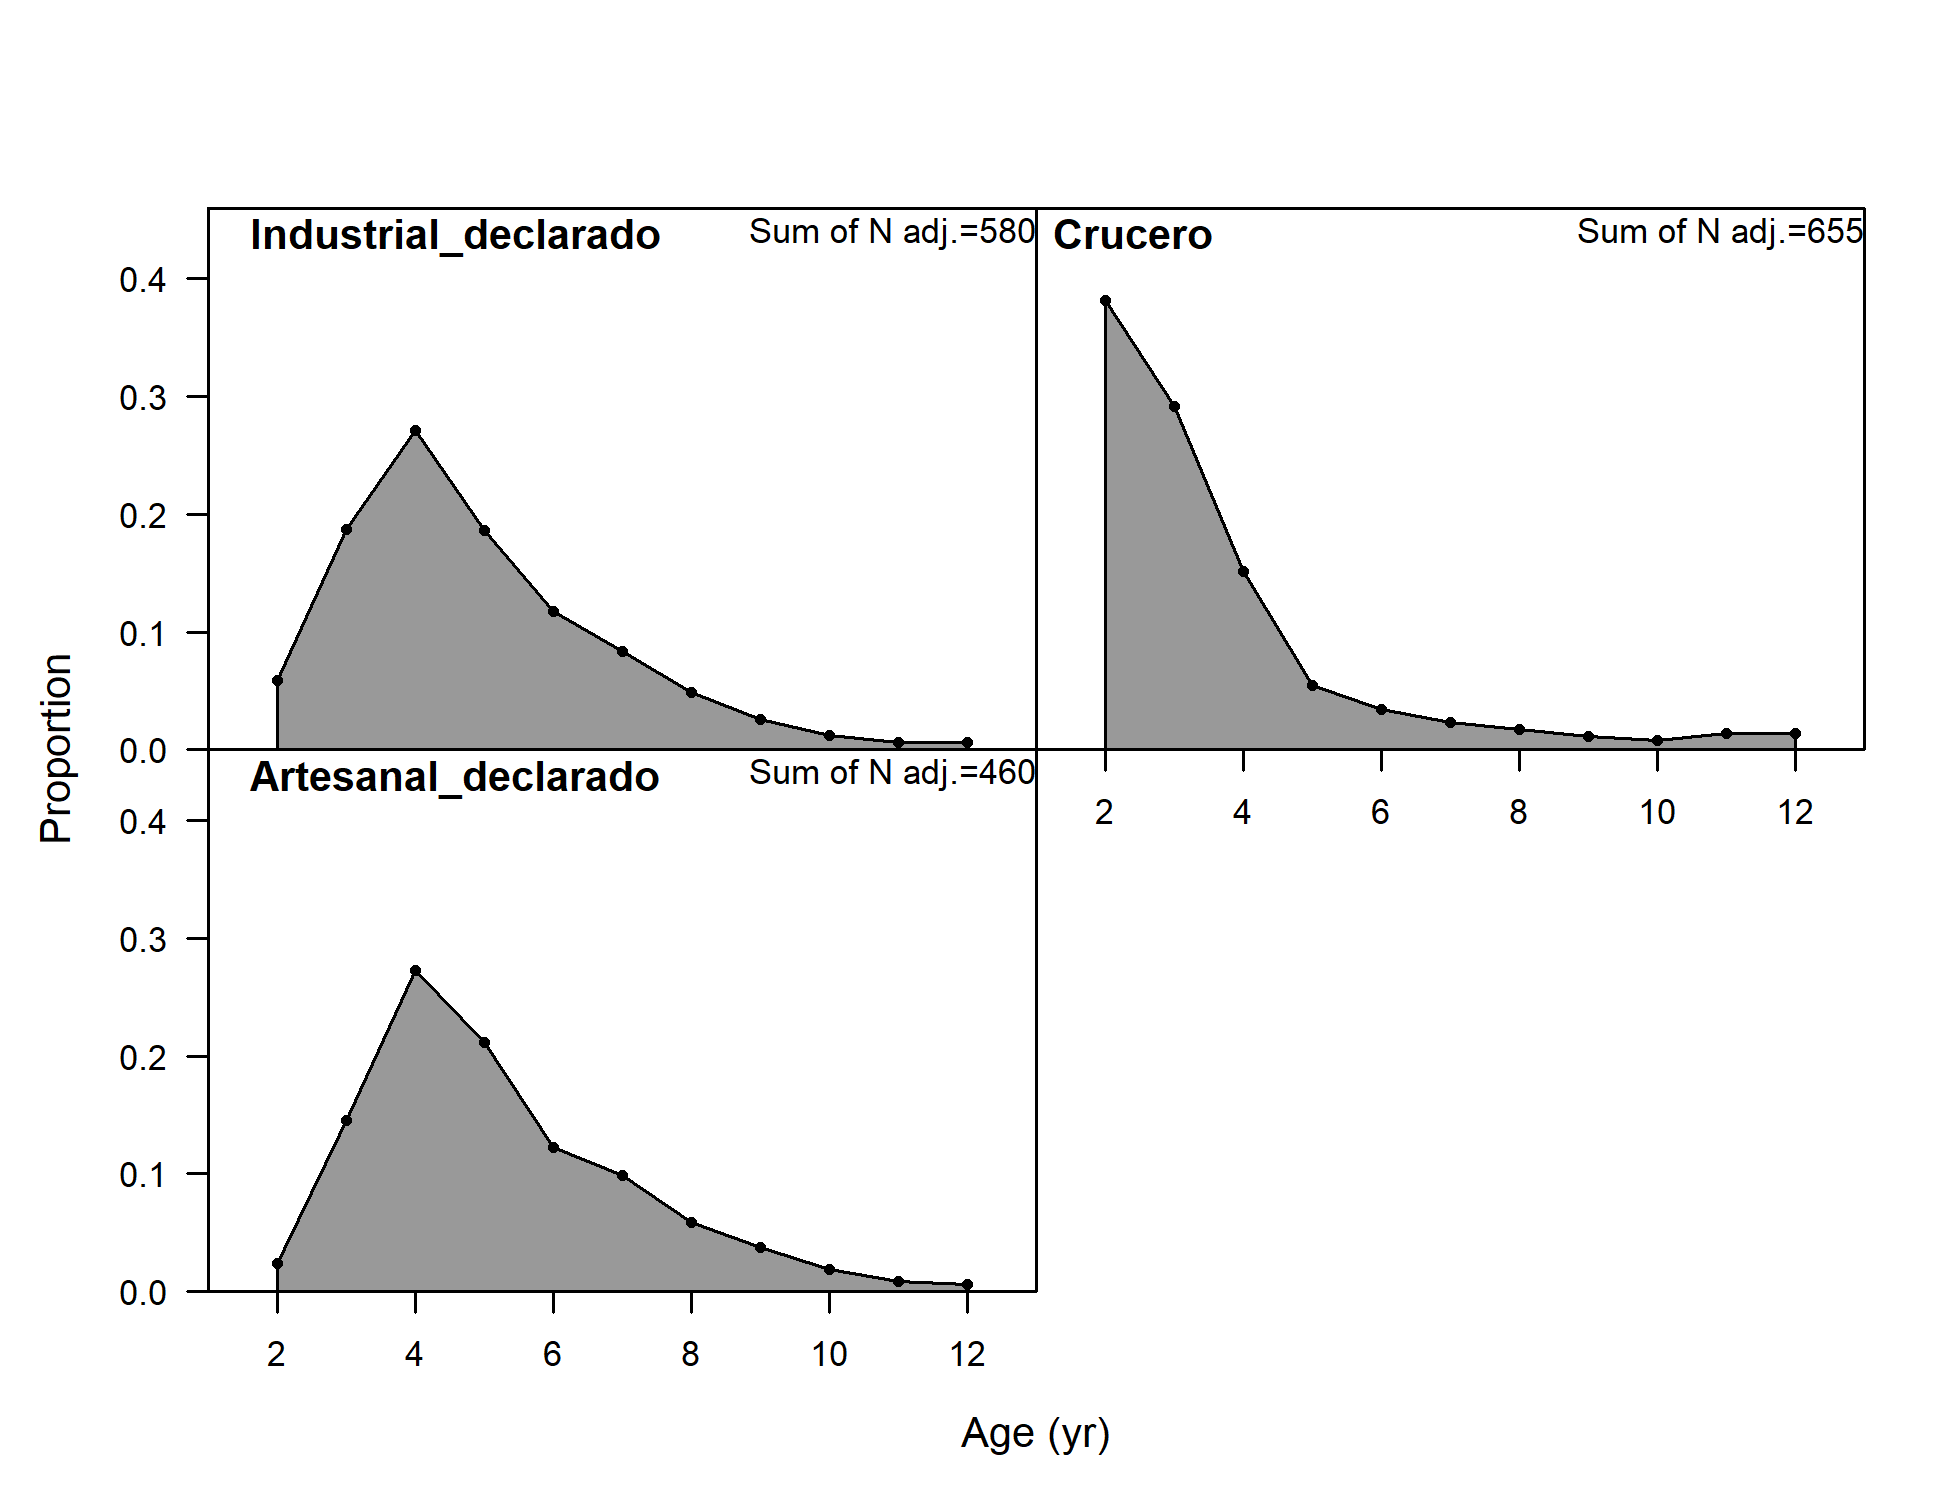 Industrial_declarado
Sum of N adj.=580
Crucero
Sum of N adj.=655
0.4
0.3
0.2
0.1
0.0
2 4 6 8 10 12
Artesanal_declarado
Sum of N adj.=460
0.4
0.3
0.2
0.1
0.0
2 4 6 8 10 12
Proportion
Age (yr)